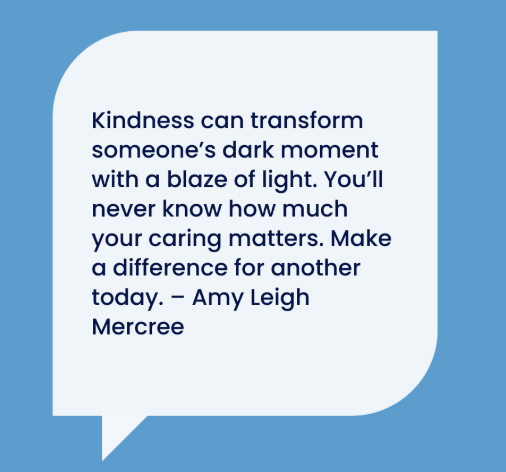 Kindness can transform
someone’s dark moment
with a blaze of light. You’ll
never know how much
your caring matters. Make
a difference for another
today. – Amy Leigh
Mercree